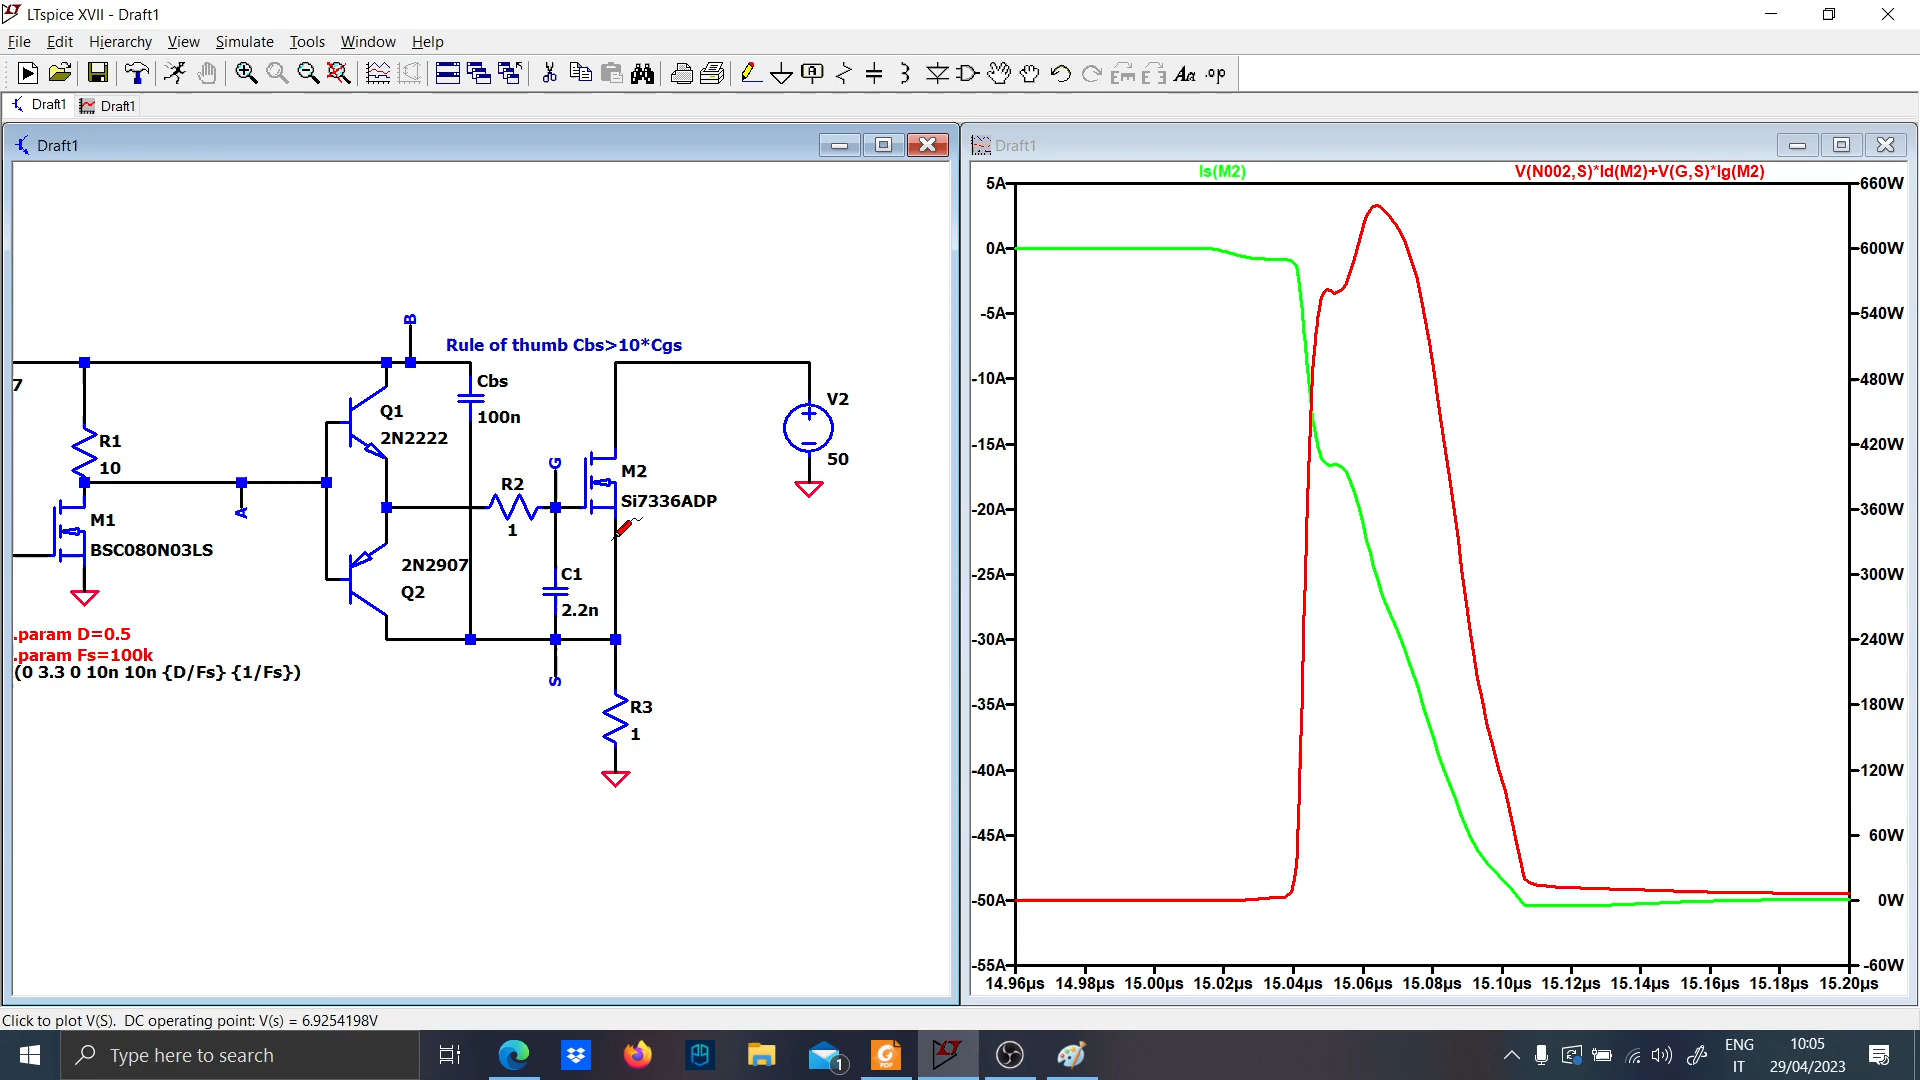 LTspice XVII - Draft1
File Edit Hierarchy View Simulate Tools Window Help
Draft1 Draft1
Draft1
B
Rule of thumb Cbs>10*Cgs
7
R1
10
Q1
2N2222
Cbs
100n
A
M1
BSC080N03LS
2N2907
Q2
R2
1
G
M2
Si7336ADP
C1
2.2n
S
R3
1
V2
50
.param D=0.5
.param Fs=100k
(0 3.3 0 10n 10n {D/Fs} {1/Fs})
Draft1
Is(M2) V(N002,S)*Id(M2)+V(G,S)*Ig(M2)
5A 660W
0A 600W
-5A 540W
-10A 480W
-15A 420W
-20A 360W
-25A 300W
-30A 240W
-35A 180W
-40A 120W
-45A 60W
-50A 0W
-55A -60W
14.96µs 14.98µs 15.00µs 15.02µs 15.04µs 15.06µs 15.08µs 15.10µs 15.12µs 15.14µs 15.16µs 15.18µs 15.20µs
Click to plot V(S). DC operating point: V(s) = 6.9254198V
Type here to search
1
ENG
IT
10:05
29/04/2023